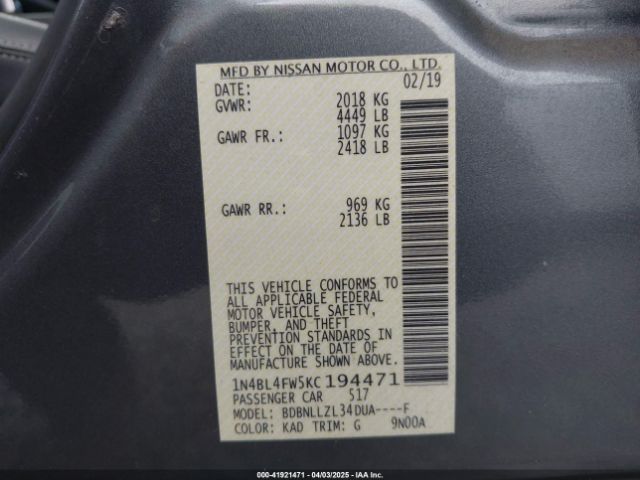 MFD BY NISSAN MOTOR CO., LTD.
DATE: 02/19
GVWR: 2018 KG
4449 LB
GAWR FR.: 1097 KG
2418 LB
GAWR RR.: 969 KG
2136 LB
THIS VEHICLE CONFORMS TO
ALL APPLICABLE FEDERAL
MOTOR VEHICLE SAFETY,
BUMPER, AND THEFT
PREVENTION STANDARDS IN
EFFECT ON THE DATE OF
MANUFACTURE SHOWN ABOVE.
1N4BL4FW5KC194471
PASSENGER CAR 517
MODEL: BDBNLLZL34DUA----F
COLOR: KAD TRIM: G 9N00A
000-41921471 - 04/03/2025 - IAAI.com